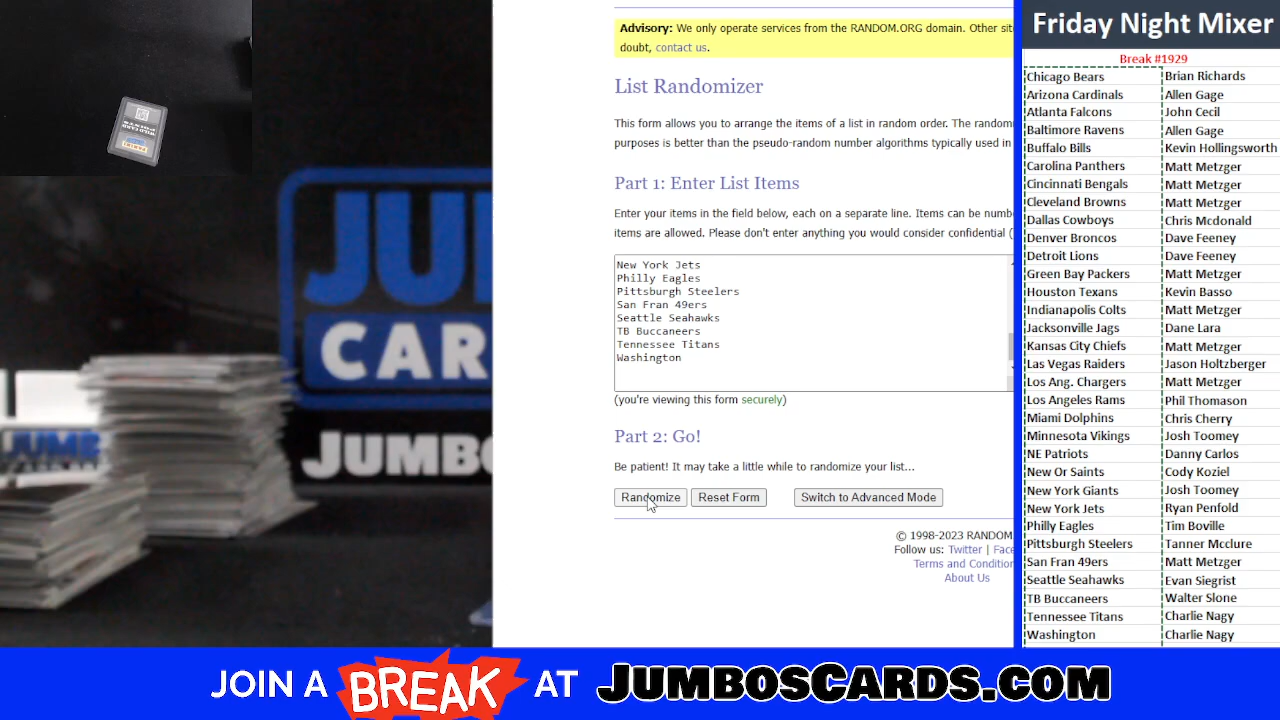 Advisory: We only operate services from the RANDOM.ORG domain. Other
doubt, contact us.
List Randomizer
This form allows you to arrange the items of a list in random order. The
purposes is better than the pseudo-random number algorithms typically used in
Part 1: Enter List Items
Enter your items in the field below, each on a separate line. Items can be
items are allowed. Please don't enter anything you would consider confidential (
New York Jets
Philly Eagles
Pittsburgh Steelers
San Fran 49ers
Seattle Seahawks
TB Buccaneers
Tennessee Titans
Washington
(you're viewing this form securely)
Part 2: Go!
Be patient! It may take a little while to randomize your list...
Randomize Reset Form Switch to Advanced Mode
© 1998-2023
Follow us: Twitter |
Terms and
About Us
Friday Night Mixer
Break #1929
Chicago Bears Brian Richards
Arizona Cardinals Allen Gage
Atlanta Falcons John Cecil
Baltimore Ravens Allen Gage
Buffalo Bills Kevin Hollingsworth
Carolina Panthers Matt Metzger
Cincinnati Bengals Matt Metzger
Cleveland Browns Matt Metzger
Dallas Cowboys Chris Mcdonald
Denver Broncos Dave Feeney
Detroit Lions Dave Feeney
Green Bay Packers Matt Metzger
Houston Texans Kevin Basso
Indianapolis Colts Matt Metzger
Jacksonville Jags Dane Lara
Kansas City Chiefs Matt Metzger
Las Vegas Raiders Jason Holtzberger
Los Ang. Chargers Matt Metzger
Los Angeles Rams Phil Thomason
Miami Dolphins Chris Cherry
Minnesota Vikings Josh Toomey
NE Patriots Danny Carlos
New Or Saints Cody Koziel
New York Giants Josh Toomey
New York Jets Ryan Penfold
Philly Eagles Tim Boville
Pittsburgh Steelers Tanner Mcclure
San Fran 49ers Matt Metzger
Seattle Seahawks Evan Siegrist
TB Buccaneers Walter Slone
Tennessee Titans Charlie Nagy
Washington Charlie Nagy
JOIN A BREAK AT JUMBOSCARDS.COM